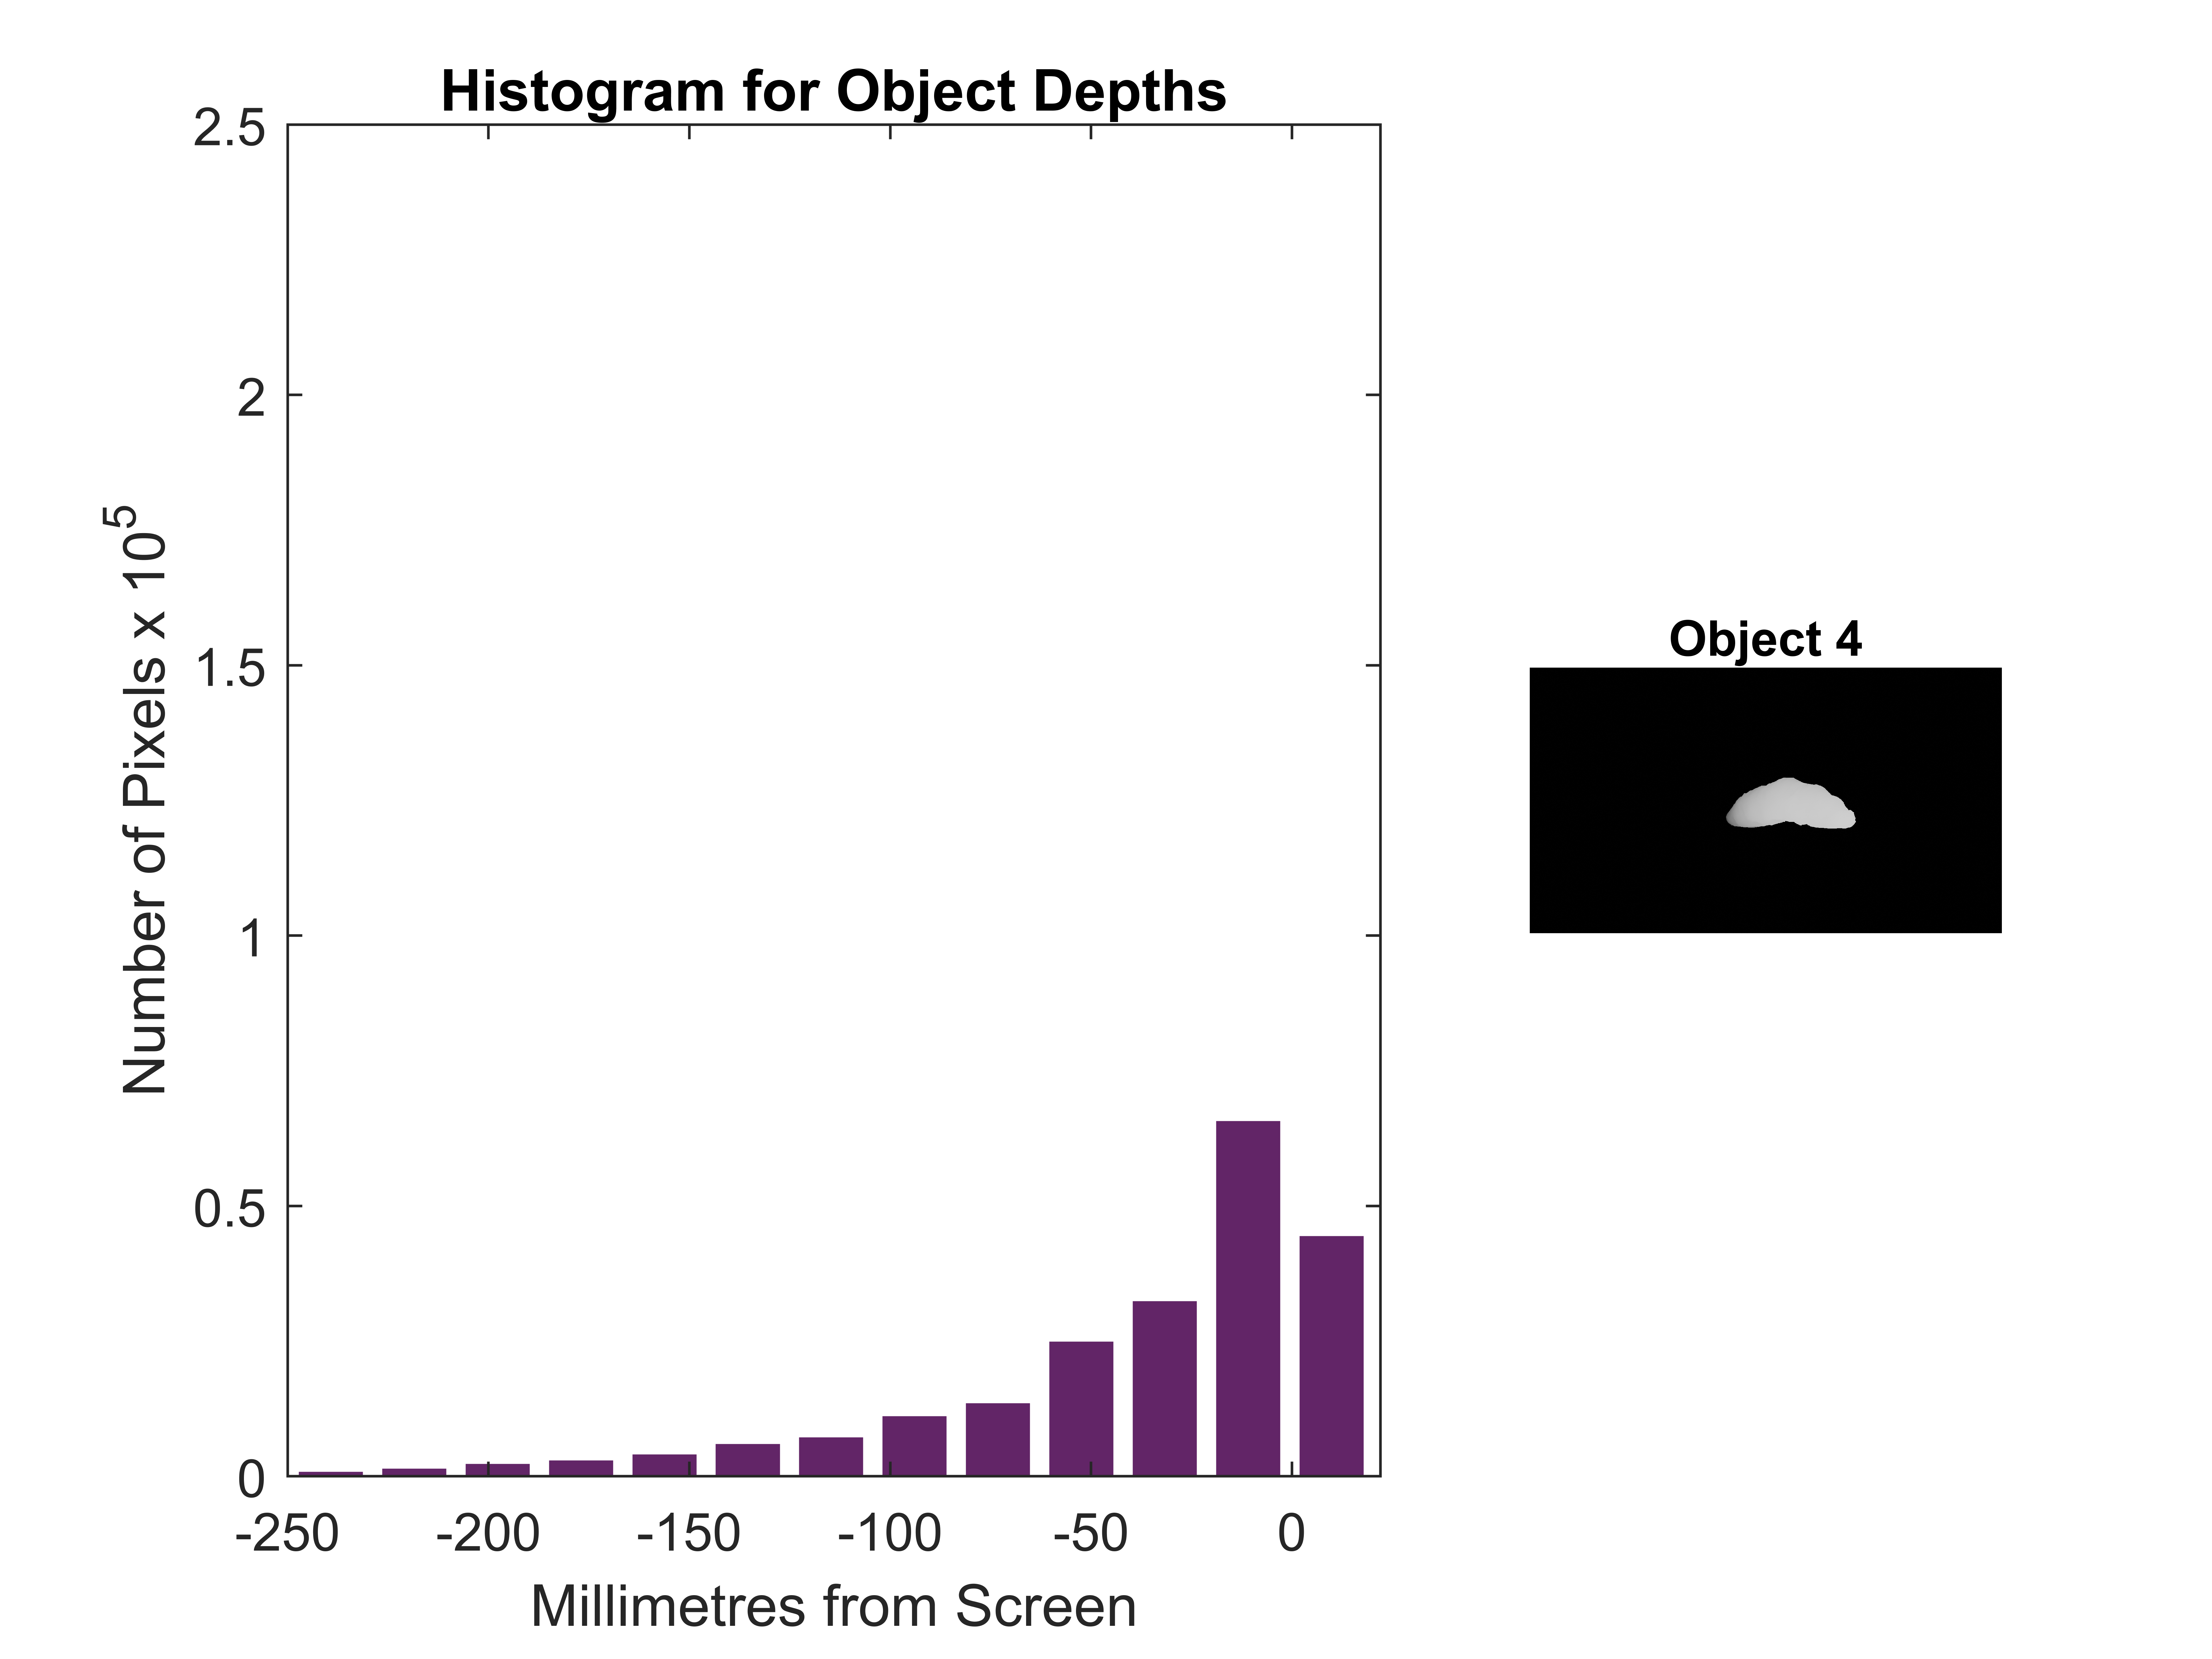 Histogram for Object Depths
2.5
2
1.5
1
0.5
0
Number of Pixels x 10^5
-250 -200 -150 -100 -50 0
Millimetres from Screen
Object 4